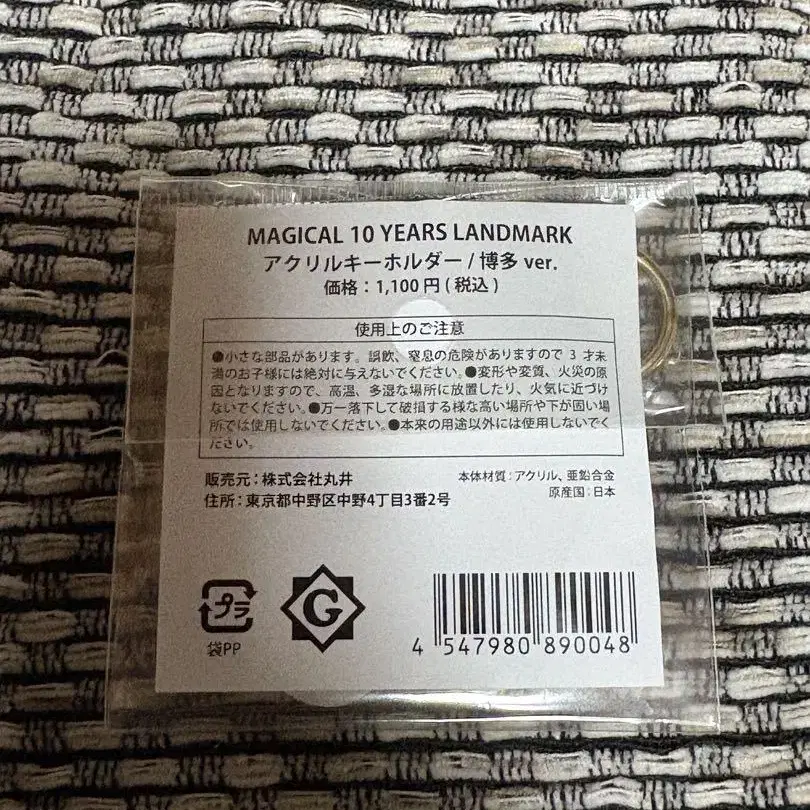 MAGICAL 10 YEARS LANDMARK
アクリルキーホルダー / 博多 ver.
価格：1,100 円 ( 税込 )
使用上のご注意
●小さな部品があります。誤飲、窒息の危険がありますので 3 才未
満のお子様には絶対に与えないでください。●変形や変質、火災の原
因となりますので、高温、多湿な場所に放置したり、火気に近づけ
ないでください。●万一落下して破損する様な高い場所や下が固い場
所では使用しないでください。●本来の用途以外には使用しないでく
ださい。
販売元：株式会社丸井
住所：東京都中野区中野4丁目3番2号
本体材質：アクリル、亜鉛合金
原産国：日本
プラ
袋PP
G
4 547980 890048